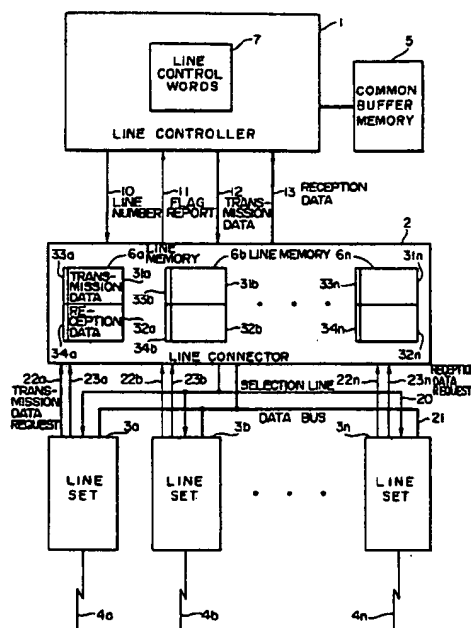 7
1
5
LINE
CONTROL
WORDS
COMMON
BUFFER
MEMORY
LINE CONTROLLER
10
LINE
NUMBER
11
FLAG
REPORT
12
TRANS-
MISSION
DATA
13
RECEPTION
DATA
2
33a
6a
LINE
MEMORY
6b LINE MEMORY
6n
31n
TRANS-
MISSION
DATA
31a
33b
31b
33n
RE-
CEPTION
DATA
32a
32b
34a
34b
34n
32n
LINE CONNECTOR
22a
23a
22b
23b
22n
23n
RECEPTION
DATA
REQUEST
TRANS-
MISSION
DATA
REQUEST
SELECTION LINE
20
3a
DATA BUS
3b
3n
21
LINE
SET
LINE
SET
LINE
SET
4a
4b
4n